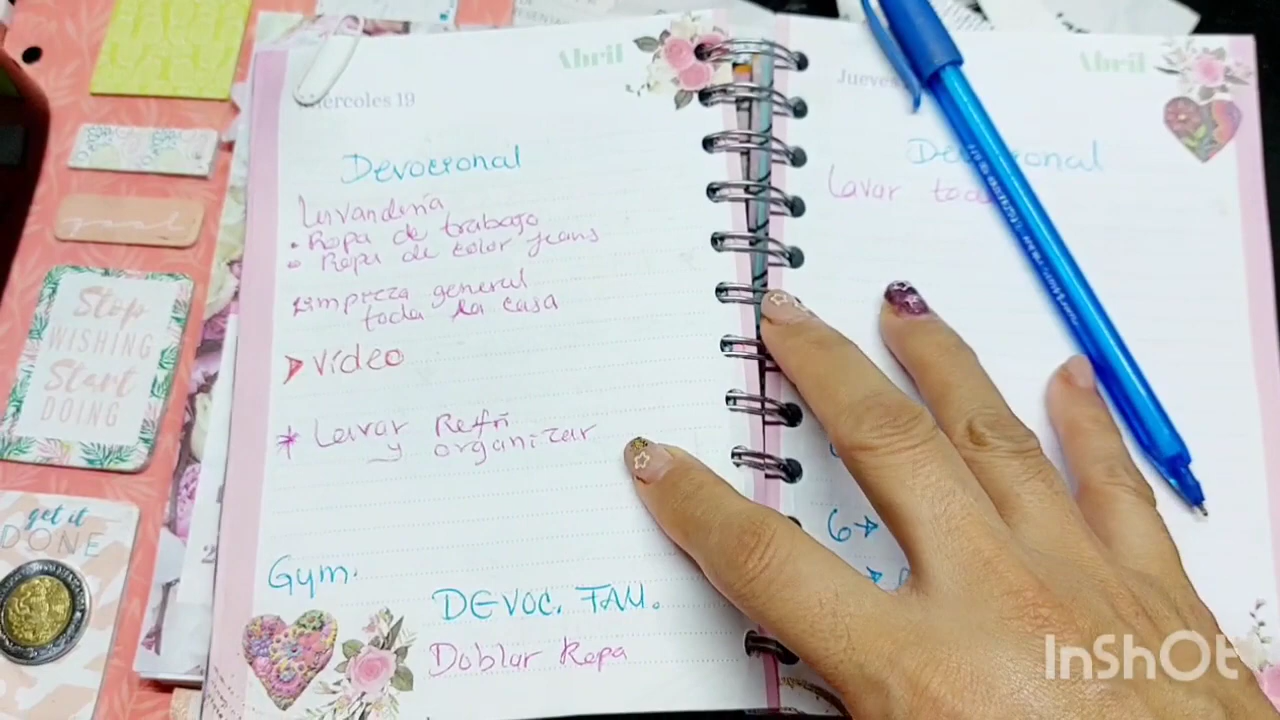 Stop
WISHING
Start
DOING
get it
DONE
Abril
Miercoles 19
Devocional
Lavandería
• Ropa de trabajo
• Ropa de color jeans
Limpieza general
toda la casa
Video
* Lavar Refri
y organizar
Gym.
DEVOC. FAM.
Doblar Ropa
Abril
Jueves
Lavar
6
InShOt